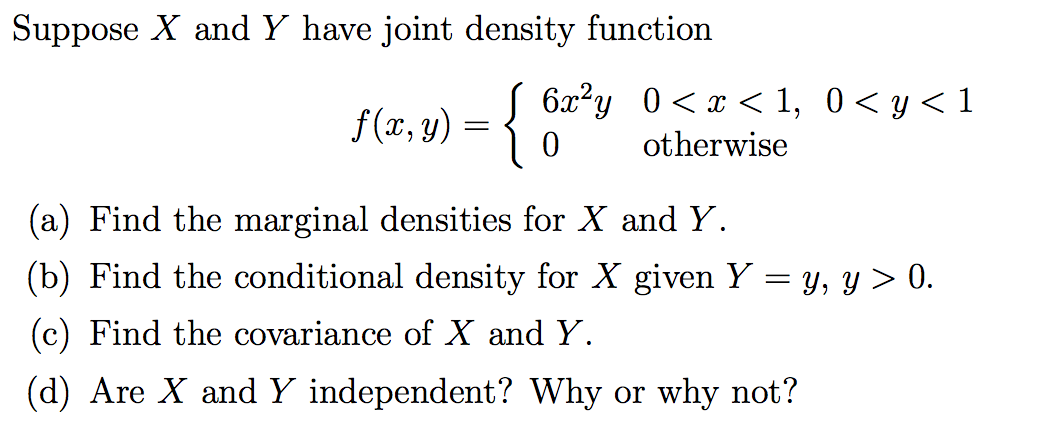 Suppose X and Y have joint density function
f(x, y) = { 6x²y 0 < x < 1, 0 < y < 1
0 otherwise
(a) Find the marginal densities for X and Y.
(b) Find the conditional density for X given Y = y, y > 0.
(c) Find the covariance of X and Y.
(d) Are X and Y independent? Why or why not?